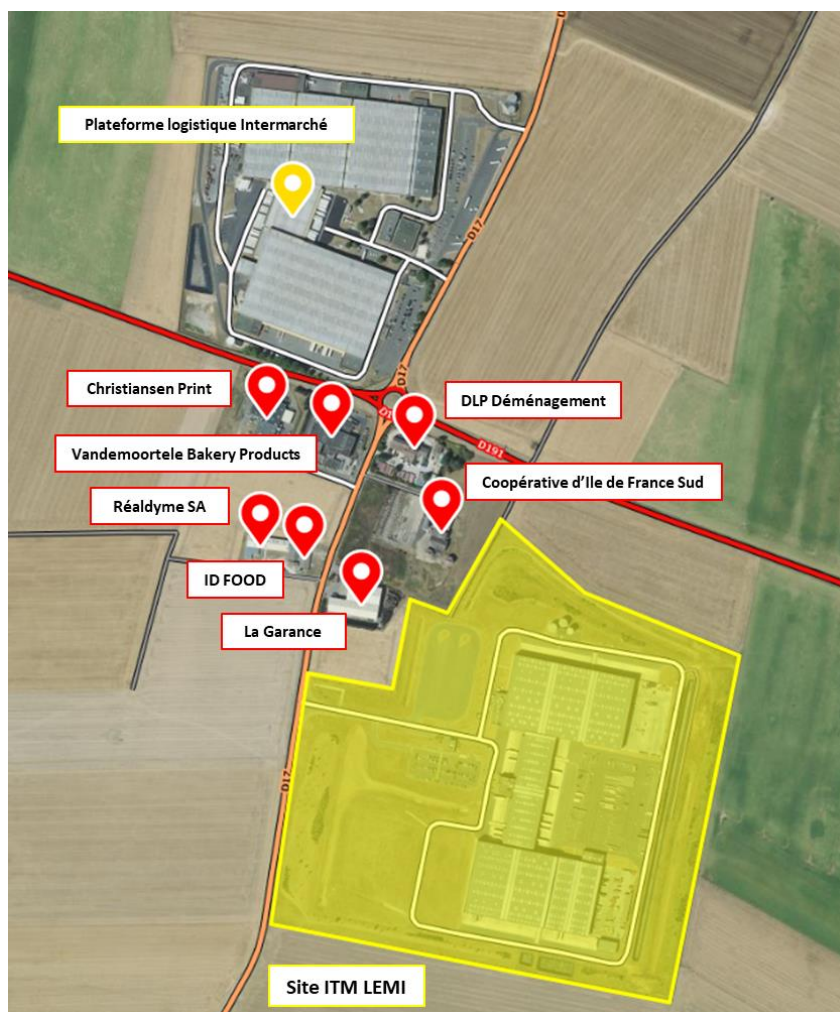 Plateforme logistique Intermarché
D17
D17
Christiansen Print
DLP Déménagement
D191
Vandemoortele Bakery Products
Coopérative d'Ile de France Sud
Réaldyme SA
ID FOOD
La Garance
D17
Site ITM LEMI